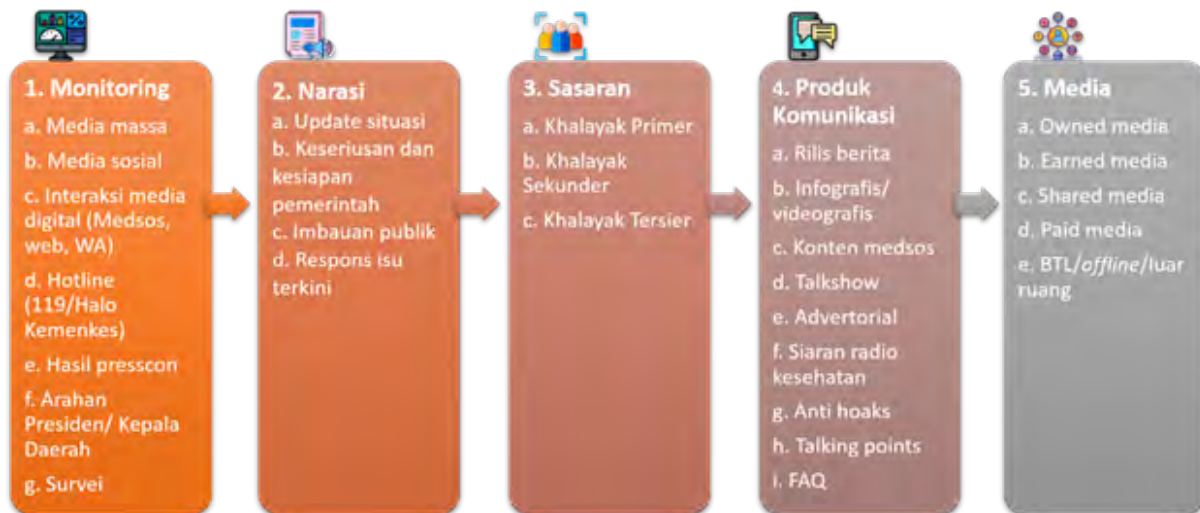 1. Monitoring
a. Media massa
b. Media sosial
c. Interaksi media
digital (Medsos,
web, WA)
d. Hotline
(119/Halo
Kemenkes)
e. Hasil presscon
f. Arahan
Presiden/ Kepala
Daerah
g. Survei
2. Narasi
a. Update situasi
b. Keseriusan dan
kesiapan
pemerintah
c. Imbauan publik
d. Respons isu
terkini
3. Sasaran
a. Khalayak Primer
b. Khalayak
Sekunder
c. Khalayak Tersier
4. Produk
Komunikasi
a. Rilis berita
b. Infografis/
videografis
c. Konten medsos
d. Talkshow
e. Advertorial
f. Siaran radio
kesehatan
g. Anti hoaks
h. Talking points
i. FAQ
5. Media
a. Owned media
b. Earned media
c. Shared media
d. Paid media
e. BTL/offline/luar
ruang